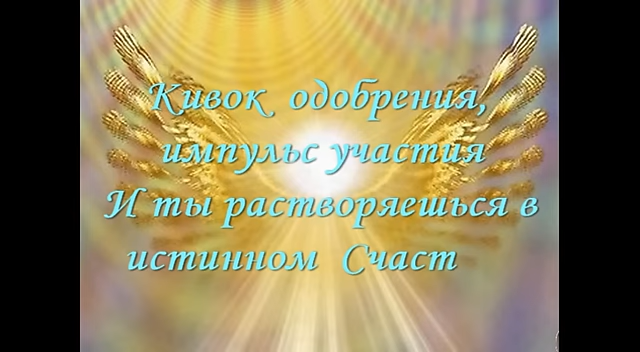 Кивок одобрения,
импульс участия
И ты растворяешься в
истинном Счаст